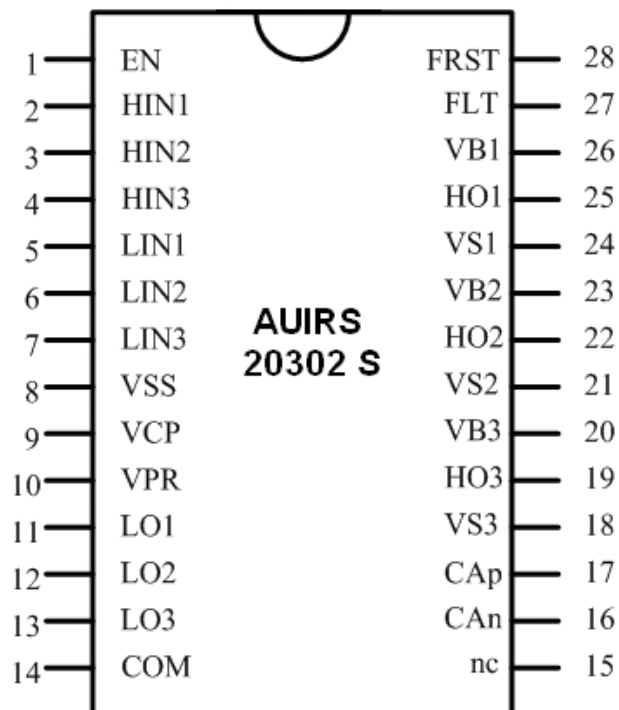 1 EN FRST 28
2 HIN1 FLT 27
3 HIN2 VB1 26
4 HIN3 HO1 25
5 LIN1 VS1 24
6 LIN2 VB2 23
7 LIN3 HO2 22
AUIRS
20302 S
8 VSS VS2 21
9 VCP VB3 20
10 VPR HO3 19
11 LO1 VS3 18
12 LO2 CAp 17
13 LO3 CAn 16
14 COM nc 15